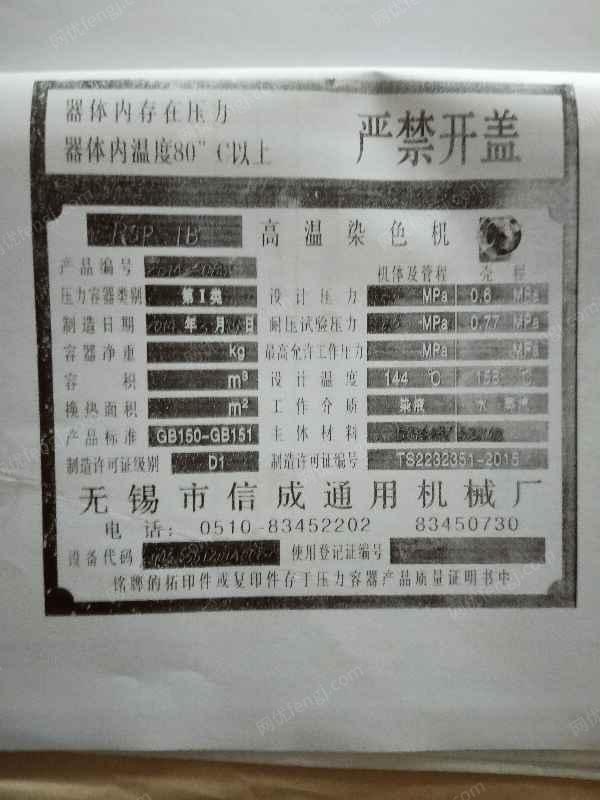 器体内存在压力
器体内温度80°C以上
严禁开盖
高温染色机
机体及管程 壳程
产品编号
压力容器类别 第Ⅰ类 设计压力 MPa 0.6 MPa
制造日期 2014年 月 日 耐压试验压力 MPa 0.77 MPa
容器净重 kg 最高允许工作压力 MPa MPa
容积 m³ 设计温度 144 ℃ ℃
换热面积 m² 工作介质 染液 水 蒸汽
产品标准 GB150-GB151 主体材料
制造许可证级别 D1 制造许可证编号 TS2232351-2015
无锡市信成通用机械厂
电话: 0510-83452202 83450730
设备代码 使用登记证编号
铭牌的拓印件或复印件存于压力容器产品质量证明书中